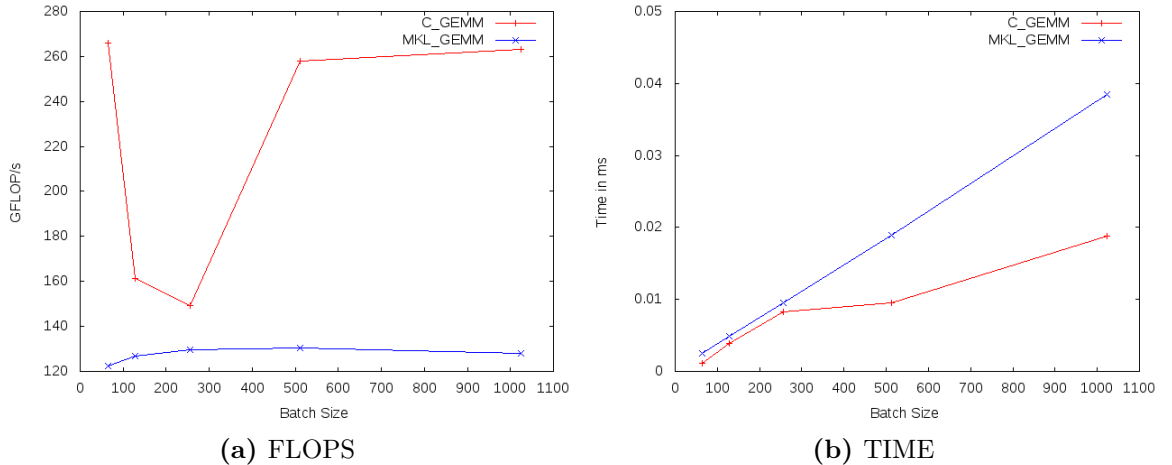 280
260
240
220
200
180
160
140
120
GFLOP/s
C_GEMM
MKL_GEMM
0 100 200 300 400 500 600 700 800 900 1000 1100
Batch Size
(a) FLOPS
0.05
0.04
0.03
0.02
0.01
0
Time in ms
C_GEMM
MKL_GEMM
0 100 200 300 400 500 600 700 800 900 1000 1100
Batch Size
(b) TIME